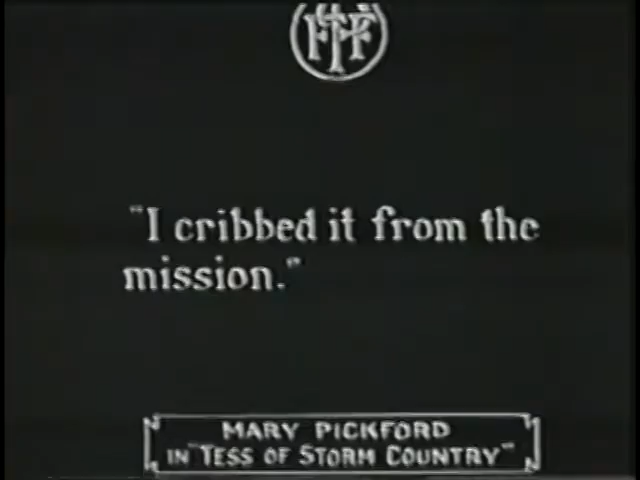 "I cribbed it from the
mission."
MARY PICKFORD
IN "TESS OF STORM COUNTRY"